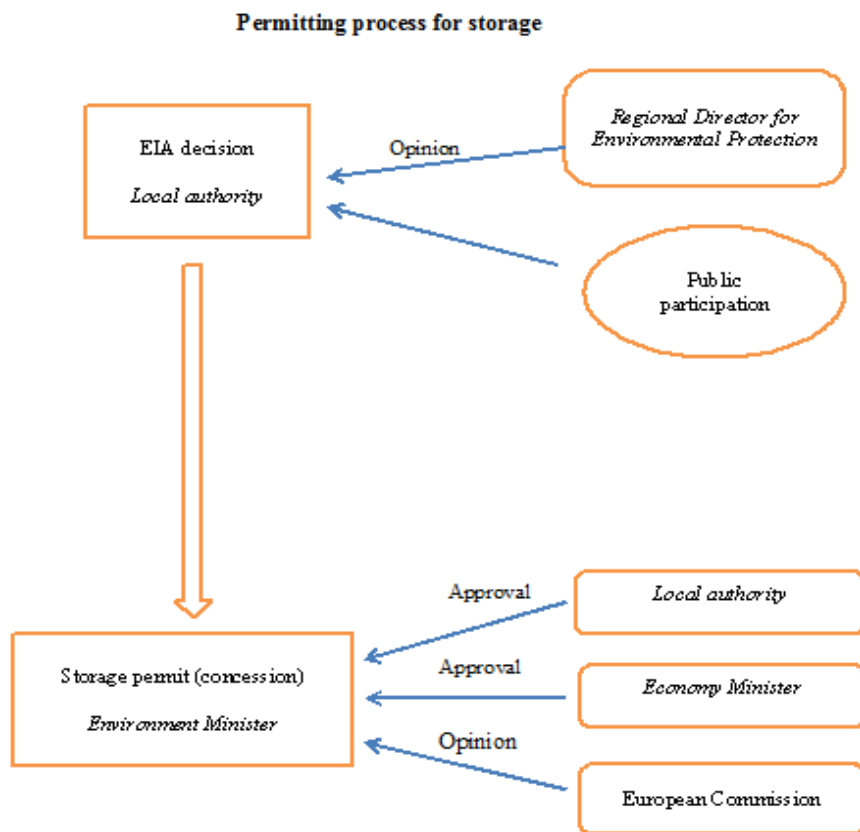 Permitting process for storage
EIA decision
Local authority
Opinion
Regional Director for
Environmental Protection
Public
participation
Storage permit (concession)
Environment Minister
Approval
Local authority
Approval
Economy Minister
Opinion
European Commission